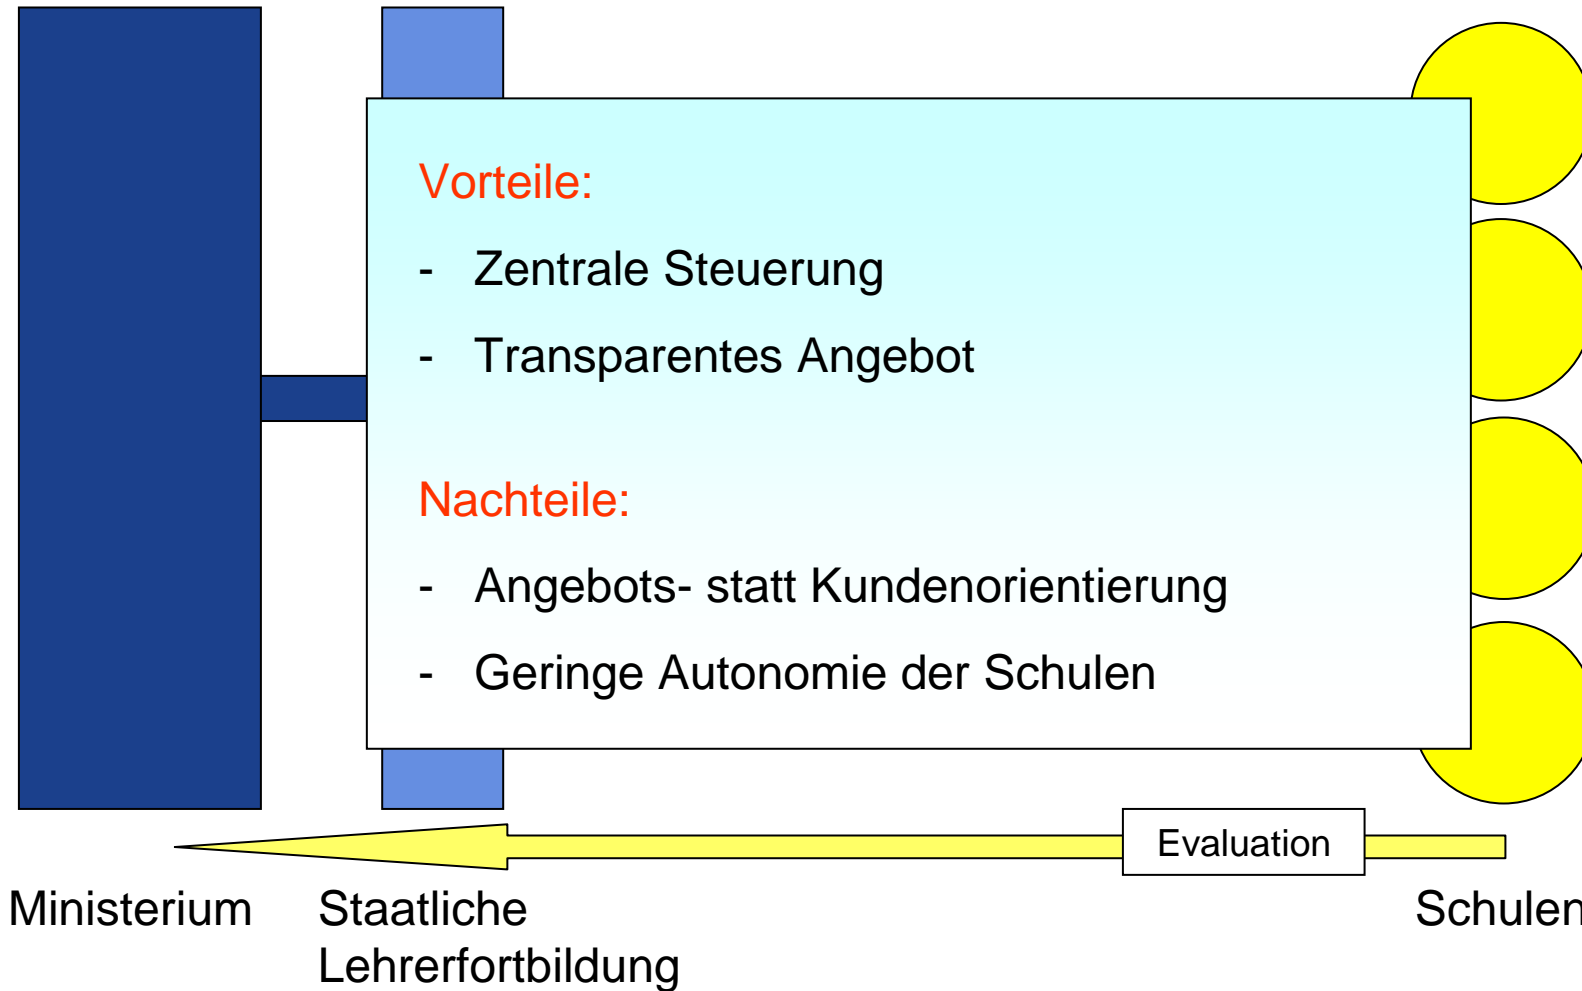 Vorteile:
- Zentrale Steuerung
- Transparentes Angebot
Nachteile:
- Angebots- statt Kundenorientierung
- Geringe Autonomie der Schulen
Evaluation
Ministerium
Staatliche
Lehrerfortbildung
Schulen